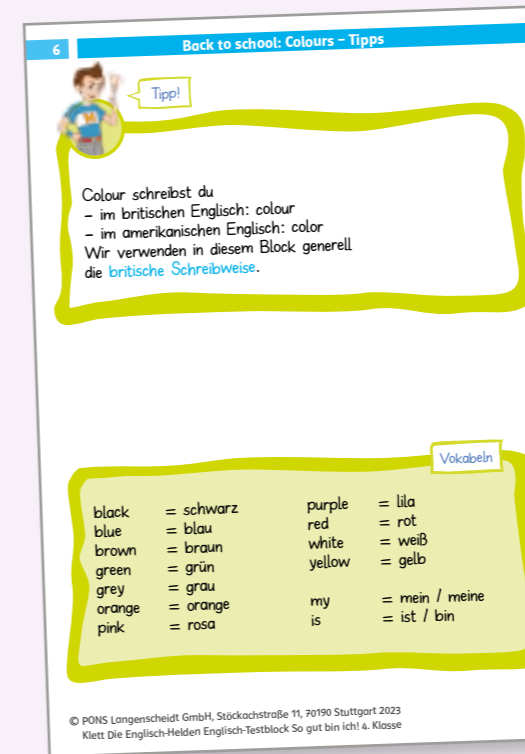 6 Back to school: Colours – Tipps
Tipp!
Colour schreibst du
– im britischen Englisch: colour
– im amerikanischen Englisch: color
Wir verwenden in diesem Block generell
die britische Schreibweise.
Vokabeln
black = schwarz
blue = blau
brown = braun
green = grün
grey = grau
orange = orange
pink = rosa
purple = lila
red = rot
white = weiß
yellow = gelb
my = mein / meine
is = ist / bin
© PONS Langenscheidt GmbH, Stöckachstraße 11, 70190 Stuttgart 2023
Klett Die Englisch-Helden Englisch-Testblock So gut bin ich! 4. Klasse